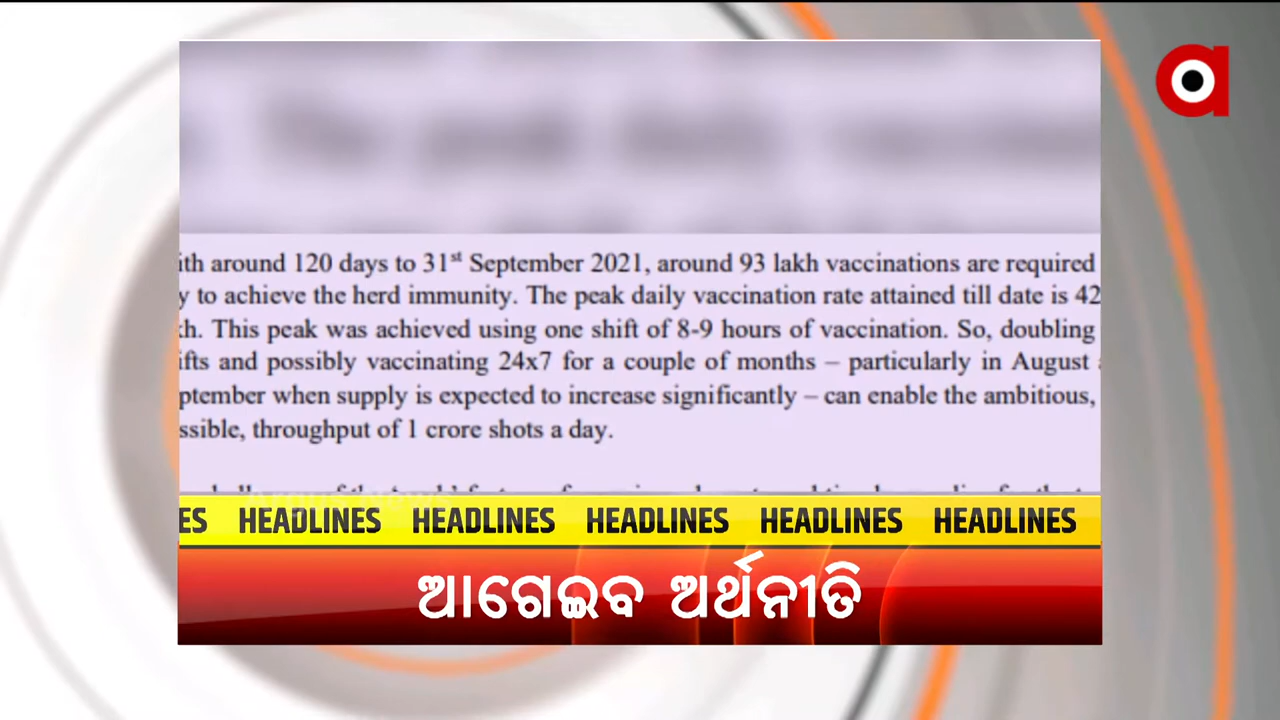 ith around 120 days to 31st September 2021, around 93 lakh vaccinations are required
y to achieve the herd immunity. The peak daily vaccination rate attained till date is 42
h. This peak was achieved using one shift of 8-9 hours of vaccination. So, doubling
ifts and possibly vaccinating 24x7 for a couple of months – particularly in August
ptember when supply is expected to increase significantly – can enable the ambitious,
ssible, throughput of 1 crore shots a day.
Argus News
ES HEADLINES HEADLINES HEADLINES HEADLINES HEADLINES
ଆଗେଇବ ଅର୍ଥନୀତି